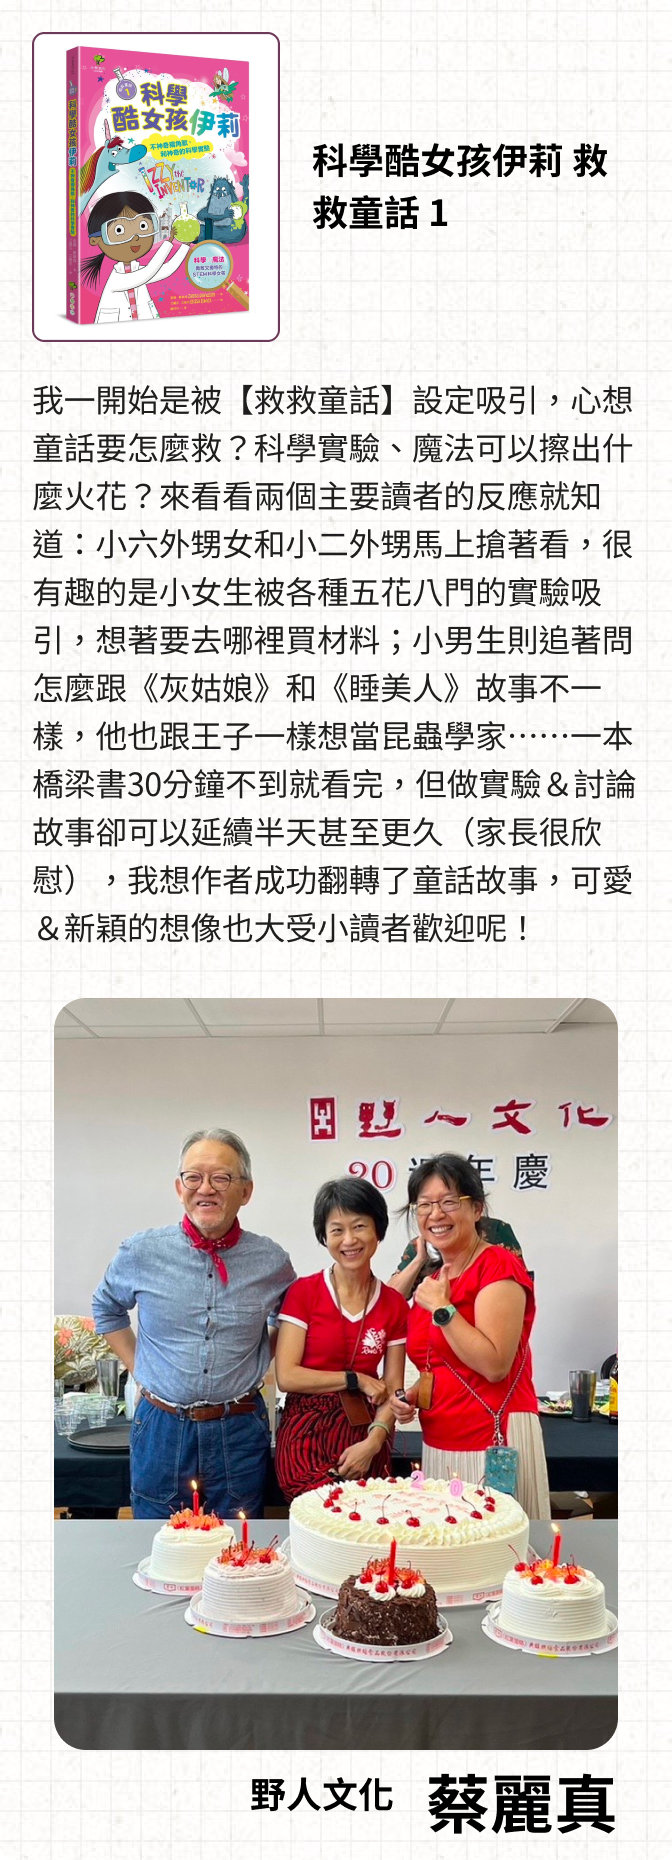 科學
酷女孩伊莉
不神奇獨角獸，
和神奇的科學實驗
IZZY the
INVENTOR
科學酷女孩伊莉
科學酷女孩伊莉 救
救童話 1
我一開始是被【救救童話】設定吸引，心想
童話要怎麼救？科學實驗、魔法可以擦出什
麼火花？來看看兩個主要讀者的反應就知
道：小六外甥女和小二外甥馬上搶著看，很
有趣的是小女生被各種五花八門的實驗吸
引，想著要去哪裡買材料；小男生則追著問
怎麼跟《灰姑娘》和《睡美人》故事不一
樣，他也跟王子一樣想當昆蟲學家……一本
橋梁書30分鐘不到就看完，但做實驗＆討論
故事卻可以延續半天甚至更久（家長很欣
慰），我想作者成功翻轉了童話故事，可愛
＆新穎的想像也大受小讀者歡迎呢！
野人文化
20週年慶
20
野人文化 蔡麗真